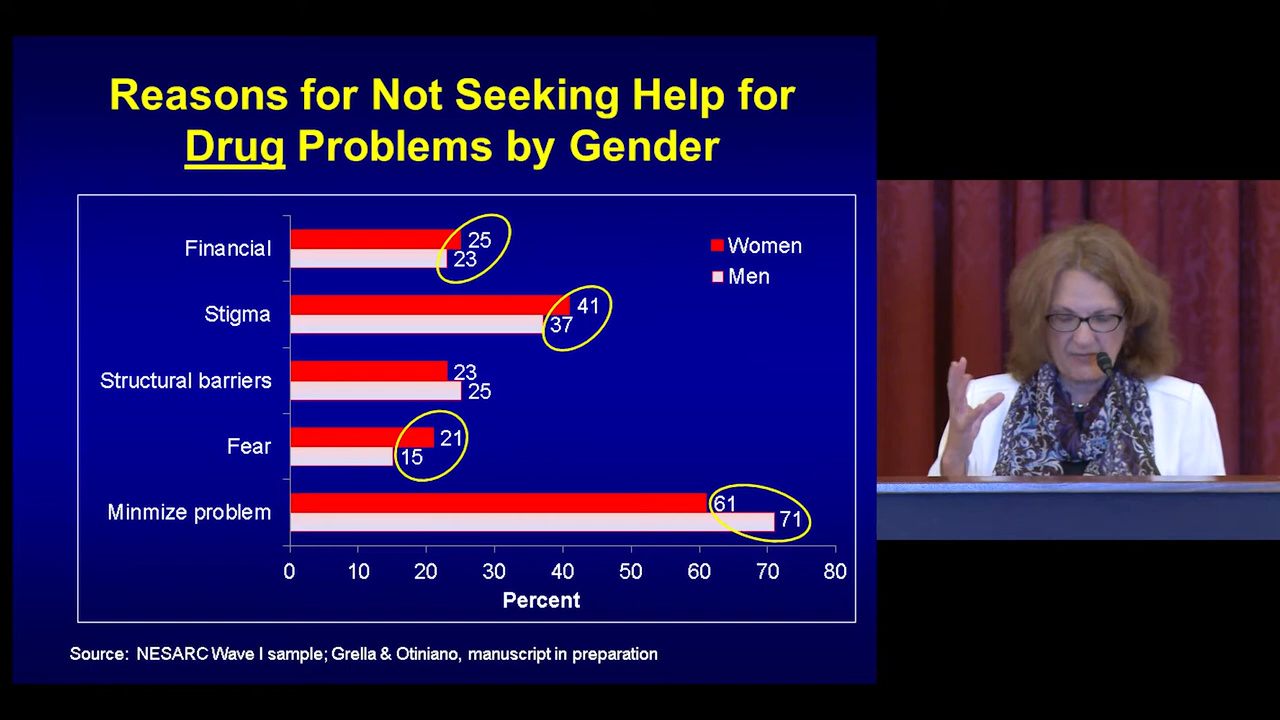 Reasons for Not Seeking Help for
Drug Problems by Gender
Women
Men
Financial
25
23
Stigma
41
37
Structural barriers
23
25
Fear
21
15
Minmize problem
61
71
0 10 20 30 40 50 60 70 80
Percent
Source: NESARC Wave I sample; Grella & Otiniano, manuscript in preparation